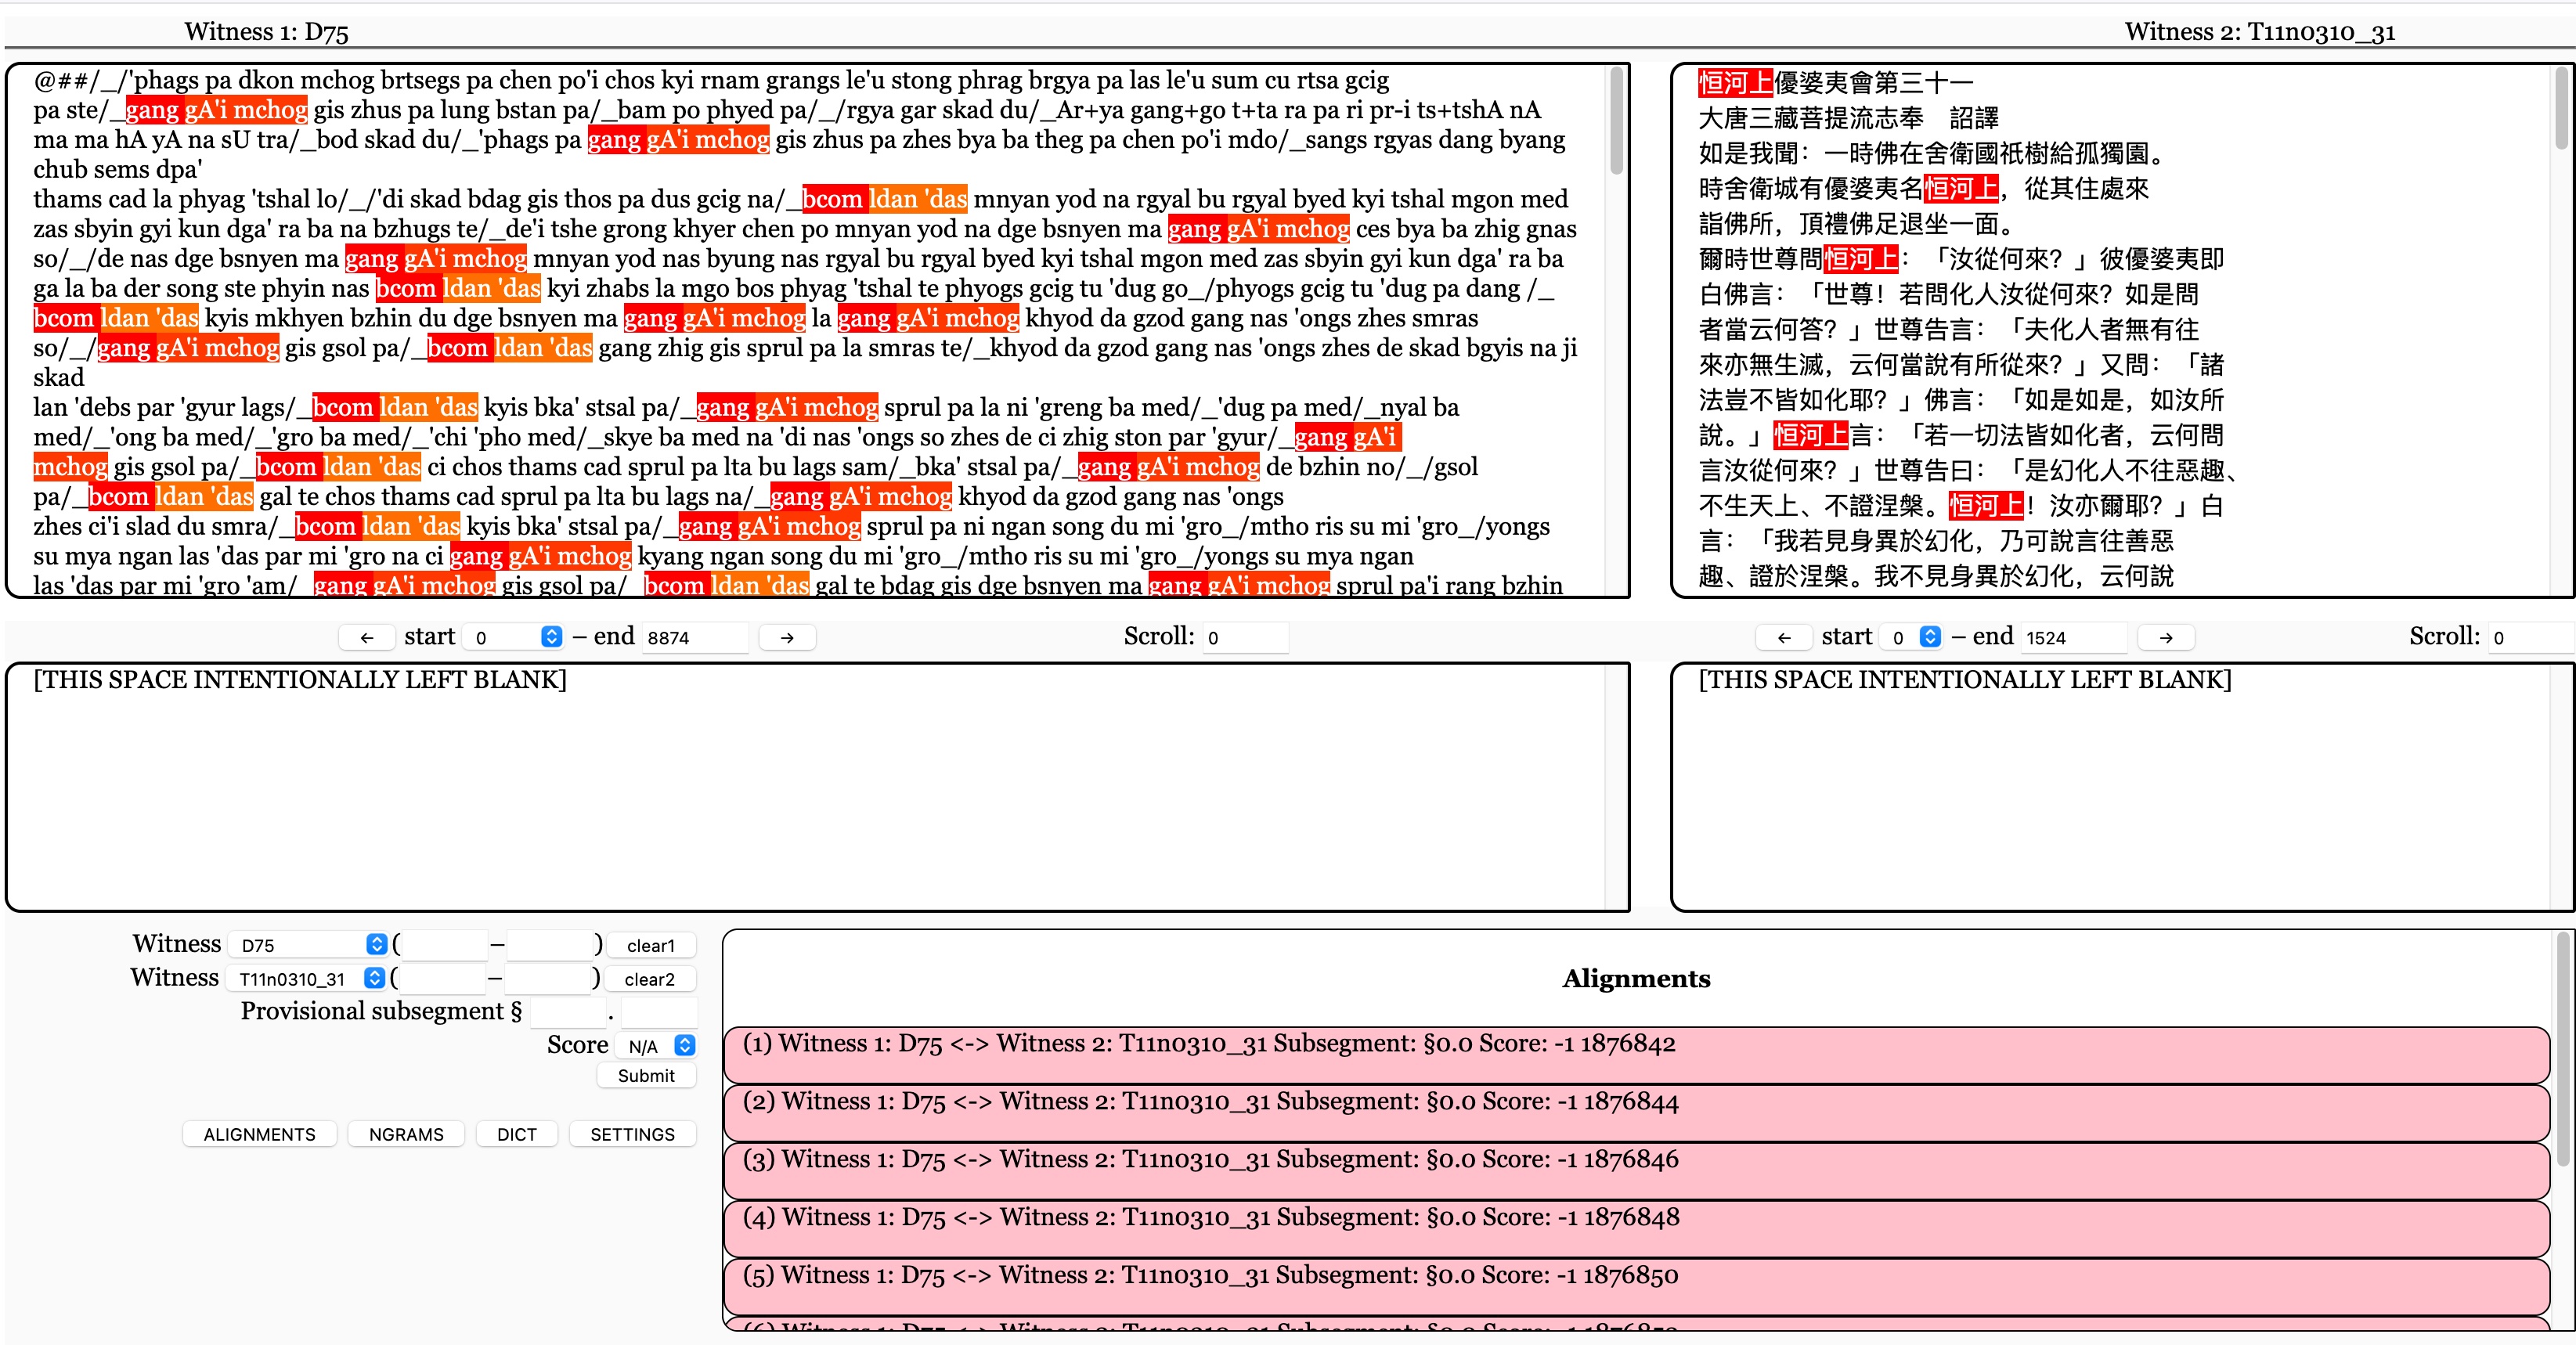 Witness 1: D75
Witness 2: T11n0310_31
@##/_/'phags pa dkon mchog brtsegs pa chen po'i chos kyi rnam grangs le'u stong phrag brgya pa las le'u sum cu rtsa gcig
pa ste/_gang gA'i mchog gis zhus pa lung bstan pa/_bam po phyed pa/_/rgya gar skad du/_Ar+ya gang+go t+ta ra pa ri pr-i ts+tshA nA
ma ma hA yA na sU tra/_bod skad du/_'phags pa gang gA'i mchog gis zhus pa zhes bya ba theg pa chen po'i mdo/_sangs rgyas dang byang
chub sems dpa'
thams cad la phyag 'tshal lo/_/'di skad bdag gis thos pa dus gcig na/_bcom ldan 'das mnyan yod na rgyal bu rgyal byed kyi tshal mgon med
zas sbyin gyi kun dga' ra ba na bzhugs te/_de'i tshe grong khyer chen po mnyan yod na dge bsnyen ma gang gA'i mchog ces bya ba zhig gnas
so/_/de nas dge bsnyen ma gang gA'i mchog mnyan yod nas byung nas rgyal bu rgyal byed kyi tshal mgon med zas sbyin gyi kun dga' ra ba
ga la ba der song ste phyin nas bcom ldan 'das kyi zhabs la mgo bos phyag 'tshal te phyogs gcig tu 'dug go_/phyogs gcig tu 'dug pa dang /_
bcom ldan 'das kyis mkhyen bzhin du dge bsnyen ma gang gA'i mchog la gang gA'i mchog khyod da gzod gang nas 'ongs zhes smras
so/_/gang gA'i mchog gis gsol pa/_bcom ldan 'das gang zhig gis sprul pa la smras te/_khyod da gzod gang nas 'ongs zhes de skad bgyis na ji
skad
lan 'debs par 'gyur lags/_bcom ldan 'das kyis bka' stsal pa/_gang gA'i mchog sprul pa la ni 'greng ba med/_'dug pa med/_nyal ba
med/_'ong ba med/_'gro ba med/_'chi 'pho med/_skye ba med na 'di nas 'ongs so zhes de ci zhig ston par 'gyur/_gang gA'i
mchog gis gsol pa/_bcom ldan 'das ci chos thams cad sprul pa lta bu lags sam/_bka' stsal pa/_gang gA'i mchog de bzhin no/_/gsol
pa/_bcom ldan 'das gal te chos thams cad sprul pa lta bu lags na/_gang gA'i mchog khyod da gzod gang nas 'ongs
zhes ci'i slad du smra/_bcom ldan 'das kyis bka' stsal pa/_gang gA'i mchog sprul pa ni ngan song du mi 'gro_/mtho ris su mi 'gro_/yongs
su mya ngan las 'das par mi 'gro na ci gang gA'i mchog kyang ngan song du mi 'gro_/mtho ris su mi 'gro_/yongs su mya ngan
las 'das par mi 'gro 'am/_gang gA'i mchog gis gsol pa/_bcom ldan 'das gal te bdag gis dge bsnyen ma gang gA'i mchog sprul pa'i rang bzhin
恒河上優婆夷會第三十一
大唐三藏菩提流志奉　詔譯
如是我聞：一時佛在舍衛國祇樹給孤獨園。
時舍衛城有優婆夷名恒河上，從其住處來
詣佛所，頂禮佛足退坐一面。
爾時世尊問恒河上：「汝從何來？」彼優婆夷即
白佛言：「世尊！若問化人汝從何來？如是問
者當云何答？」世尊告言：「夫化人者無有往
來亦無生滅，云何當說有所從來？」又問：「諸
法豈不皆如化耶？」佛言：「如是如是，如汝所
說。」恒河上言：「若一切法皆如化者，云何問
言汝從何來？」世尊告曰：「是幻化人不往惡趣、
不生天上、不證涅槃。恒河上！汝亦爾耶？」白
言：「我若見身異於幻化，乃可說言往善惡
趣、證於涅槃。我不見身異於幻化，云何說
← start 0 – end 8874 → Scroll: 0
← start 0 – end 1524 → Scroll: 0
[THIS SPACE INTENTIONALLY LEFT BLANK]
[THIS SPACE INTENTIONALLY LEFT BLANK]
Witness D75 ( – ) clear1
Witness T11n0310_31 ( – ) clear2
Provisional subsegment § .
Score N/A
Submit
ALIGNMENTS NGRAMS DICT SETTINGS
Alignments
(1) Witness 1: D75 <-> Witness 2: T11n0310_31 Subsegment: §0.0 Score: -1 1876842
(2) Witness 1: D75 <-> Witness 2: T11n0310_31 Subsegment: §0.0 Score: -1 1876844
(3) Witness 1: D75 <-> Witness 2: T11n0310_31 Subsegment: §0.0 Score: -1 1876846
(4) Witness 1: D75 <-> Witness 2: T11n0310_31 Subsegment: §0.0 Score: -1 1876848
(5) Witness 1: D75 <-> Witness 2: T11n0310_31 Subsegment: §0.0 Score: -1 1876850